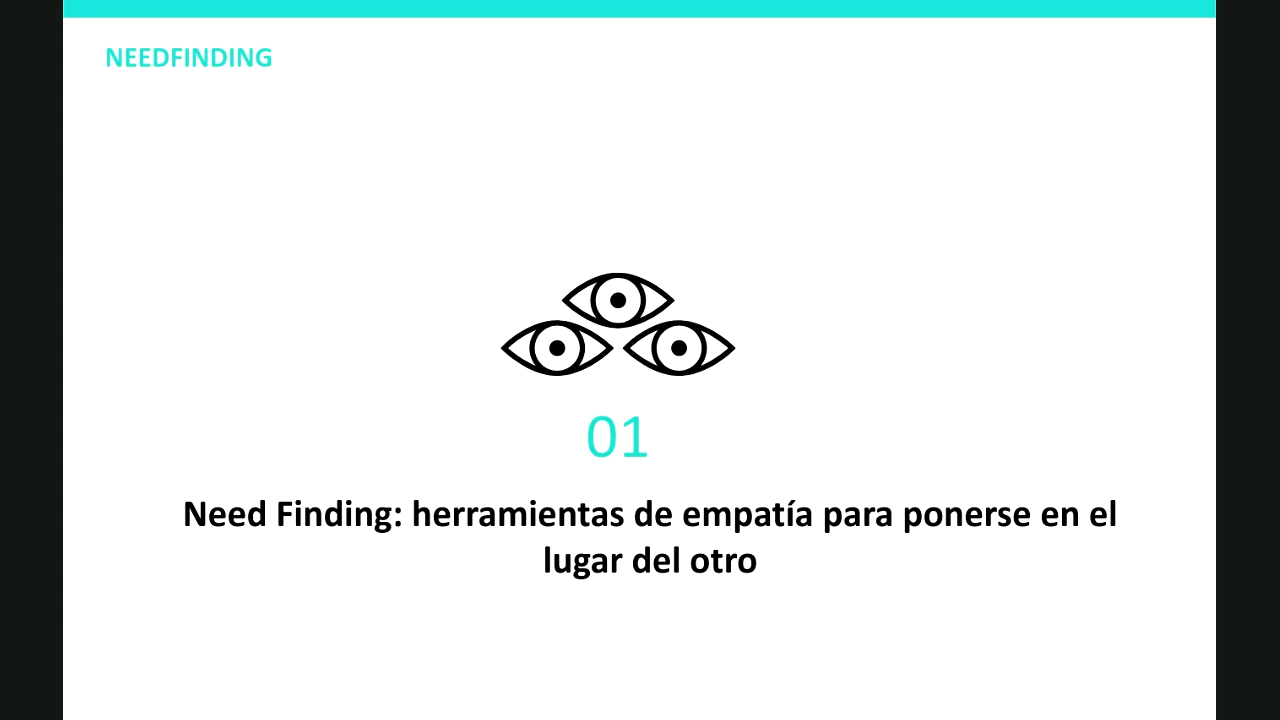 NEEDFINDING
01
Need Finding: herramientas de empatía para ponerse en el
lugar del otro